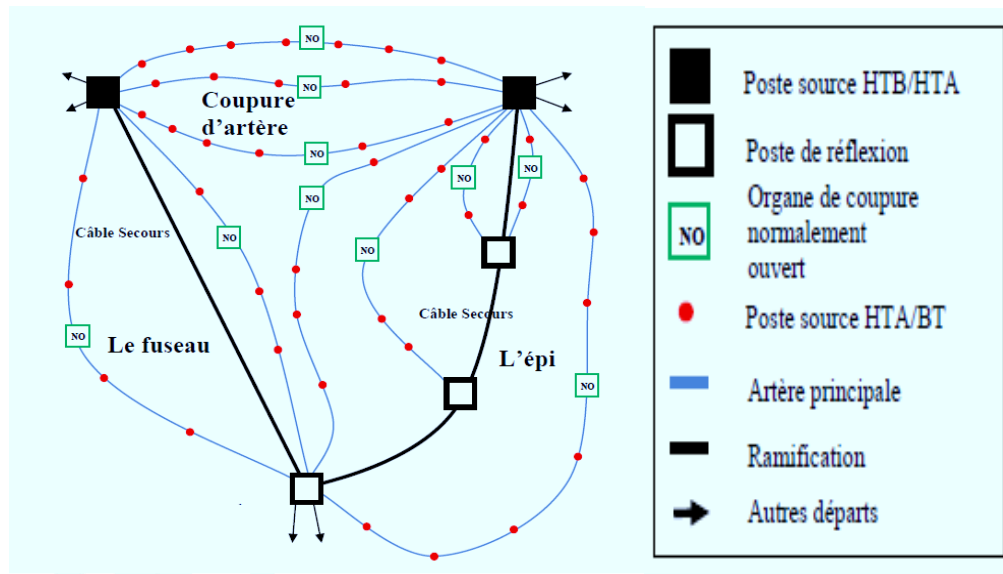 NO
NO
Coupure
d'artère
NO
NO
NO
NO
Câble Secours
NO
NO
Câble Secours
NO
Le fuseau
L'épi
NO
Poste source HTB/HTA
Poste de réflexion
NO
Organe de coupure
normalement
ouvert
Poste source HTA/BT
Artère principale
Ramification
Autres départs